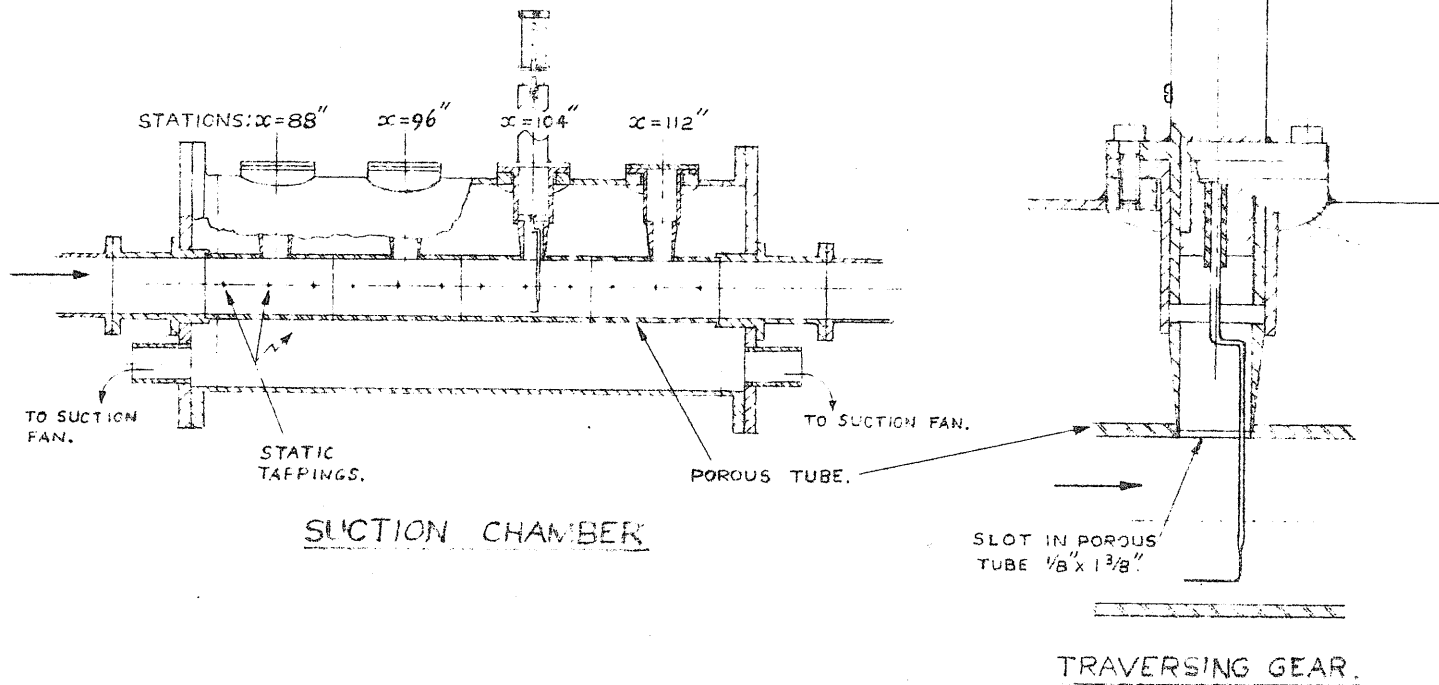 STATIONS: x=88" x=96" x=104" x=112"
TO SUCTION
FAN.
STATIC
TAPPINGS.
TO SUCTION FAN.
POROUS TUBE.
SUCTION CHAMBER
SLOT IN POROUS
TUBE 1/8" x 1 3/8".
TRAVERSING GEAR.